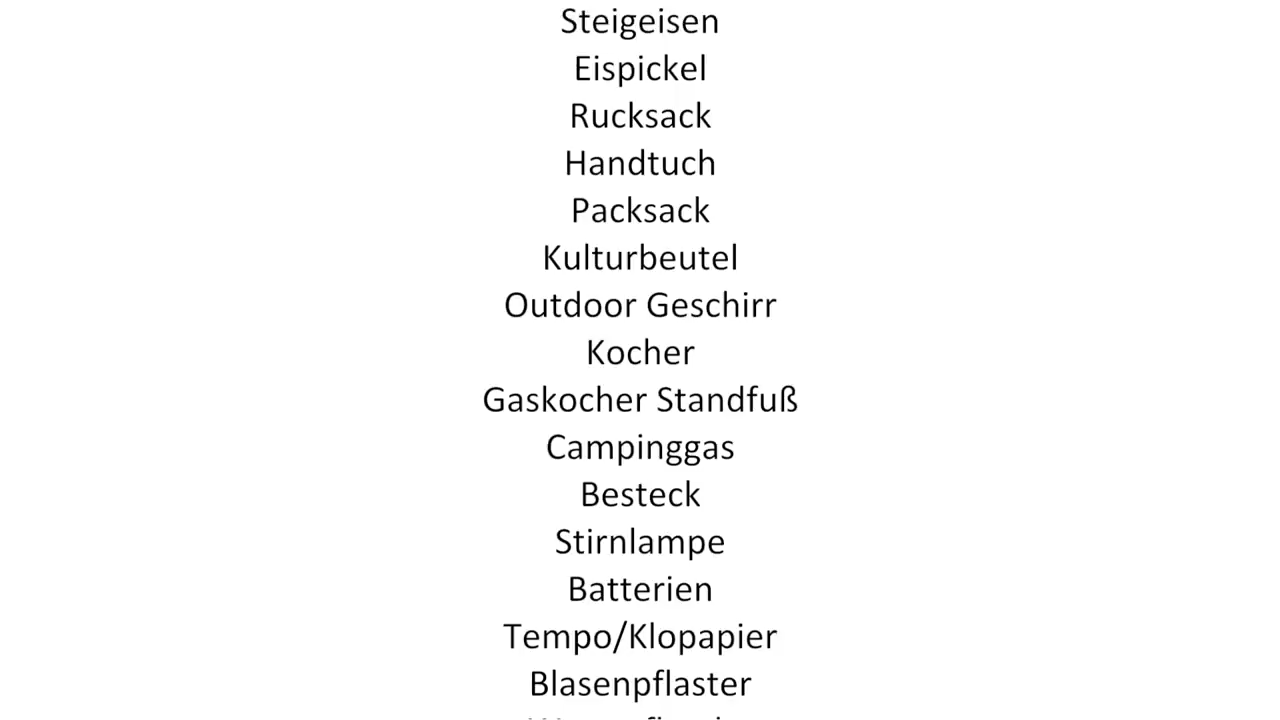 Steigeisen
Eispickel
Rucksack
Handtuch
Packsack
Kulturbeutel
Outdoor Geschirr
Kocher
Gaskocher Standfuß
Campinggas
Besteck
Stirnlampe
Batterien
Tempo/Klopapier
Blasenpflaster